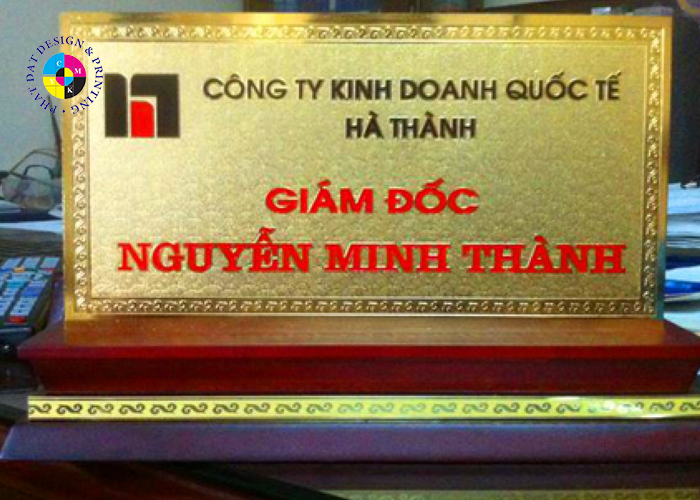 PHAT DAT DESIGN & PRINTING
C
M
Y
K
CÔNG TY KINH DOANH QUỐC TẾ
HÀ THÀNH
GIÁM ĐỐC
NGUYỄN MINH THÀNH